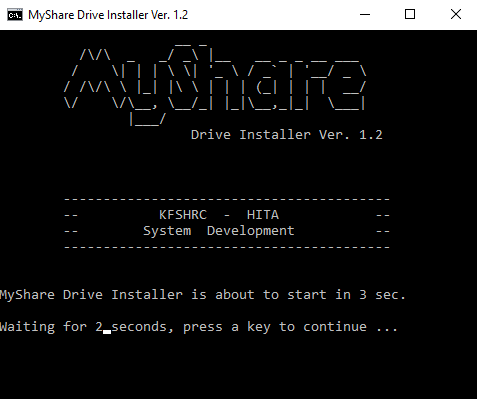 MyShare Drive Installer Ver. 1.2
MyShare
Drive Installer Ver. 1.2
-----------------------------------------
-- KFSHRC - HITA --
-- System Development --
-----------------------------------------
MyShare Drive Installer is about to start in 3 sec.
Waiting for 2 seconds, press a key to continue ...